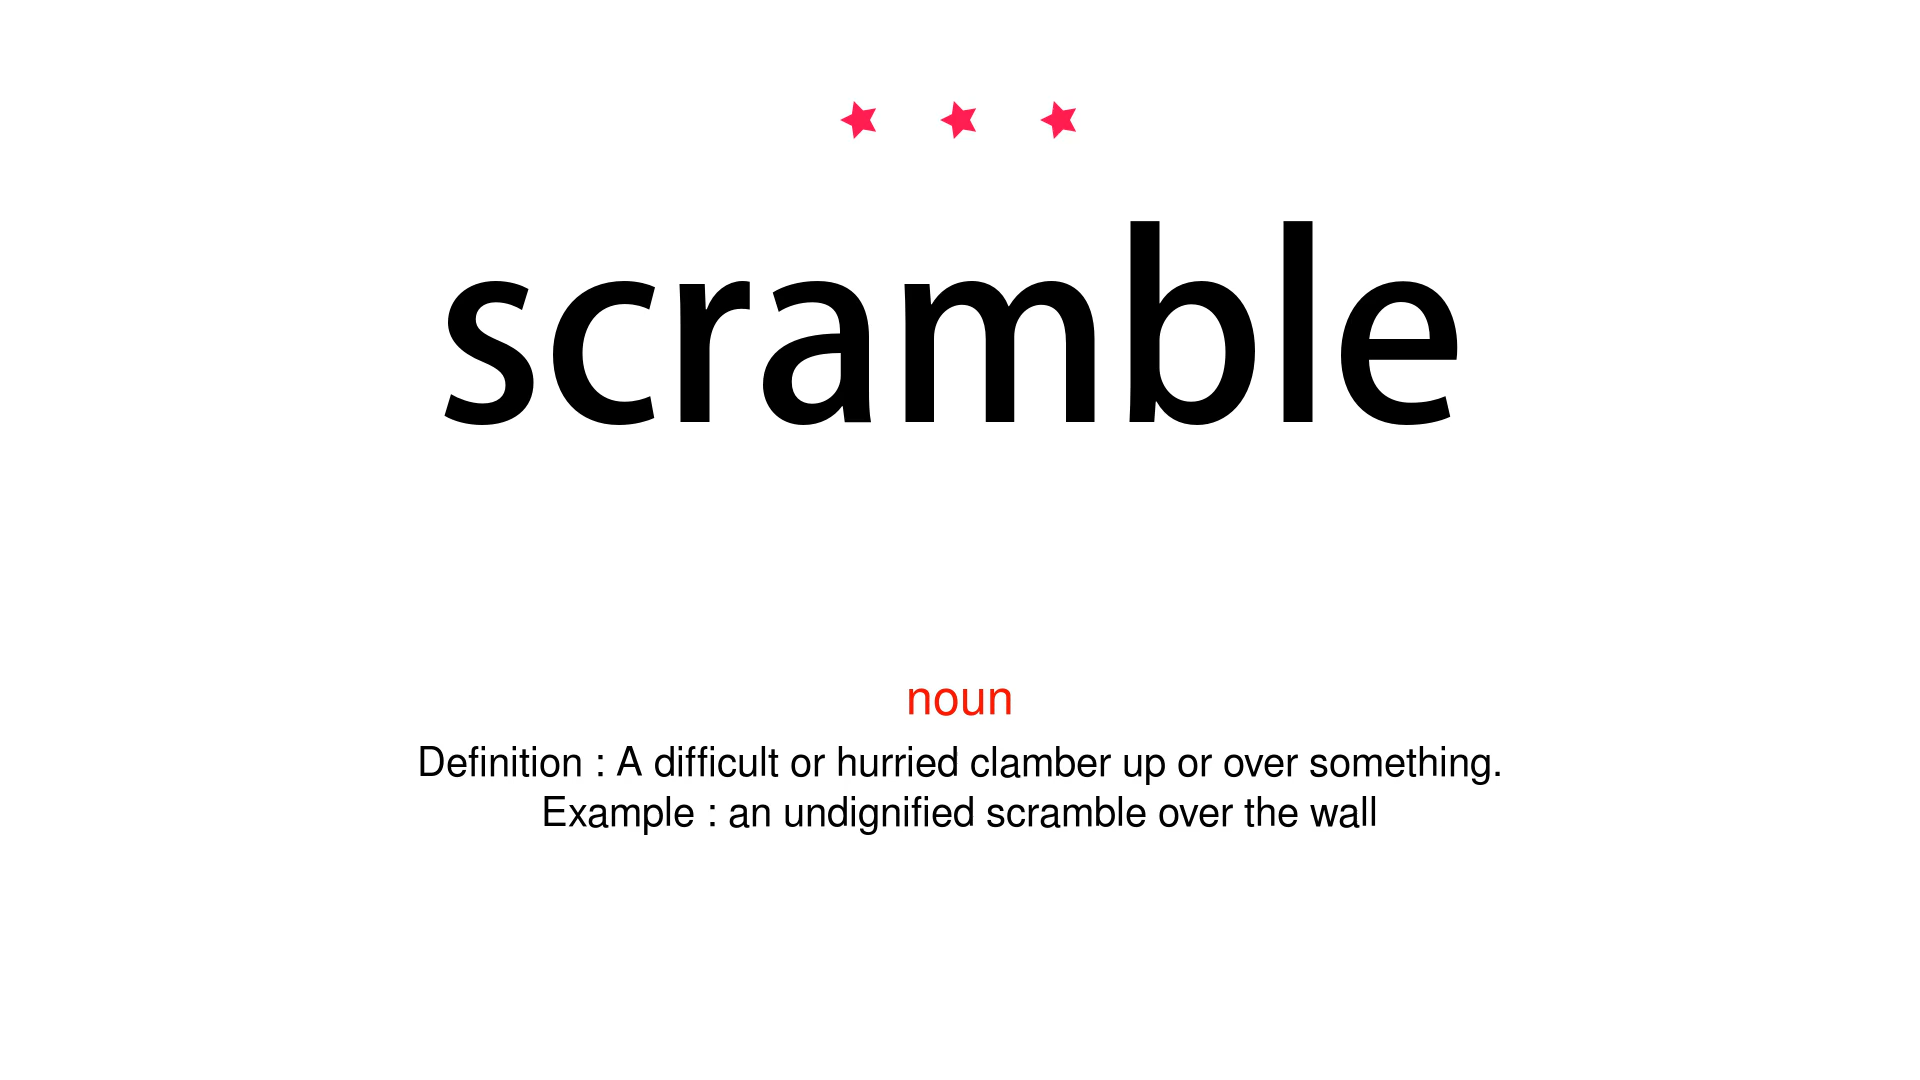 scramble
noun
Definition : A difficult or hurried clamber up or over something.
Example : an undignified scramble over the wall